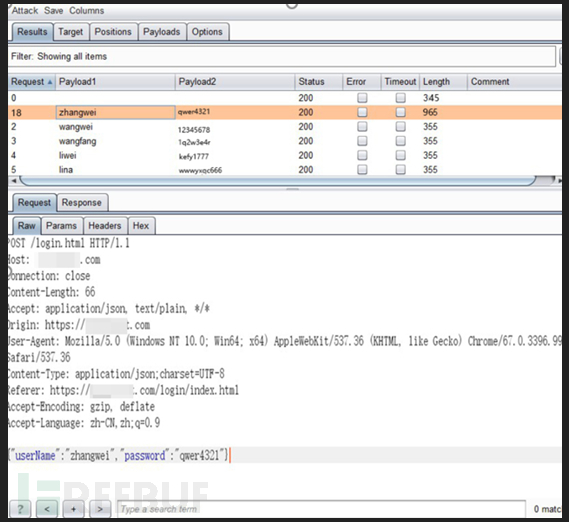 Attack Save Columns
Results Target Positions Payloads Options
Filter: Showing all items
Request Payload1 Payload2 Status Error Timeout Length Comment
0 200 345
18 zhangwei qwer4321 200 965
2 wangwei 12345678 200 355
3 wangfang 1q2w3e4r 200 355
4 liwei kefy1777 200 355
5 lina wwwyxqc666 200 355
Request Response
Raw Params Headers Hex
POST /login.html HTTP/1.1
Host: .com
Connection: close
Content-Length: 66
Accept: application/json, text/plain, */*
Origin: https:// t.com
User-Agent: Mozilla/5.0 (Windows NT 10.0; Win64; x64) AppleWebKit/537.36 (KHTML, like Gecko) Chrome/67.0.3396.99
Safari/537.36
Content-Type: application/json;charset=UTF-8
Referer: https:// .com/login/index.html
Accept-Encoding: gzip, deflate
Accept-Language: zh-CN,zh;q=0.9
{"userName":"zhangwei","password":"qwer4321"}
FREEBUF
? < + > Type a search term 0 matc